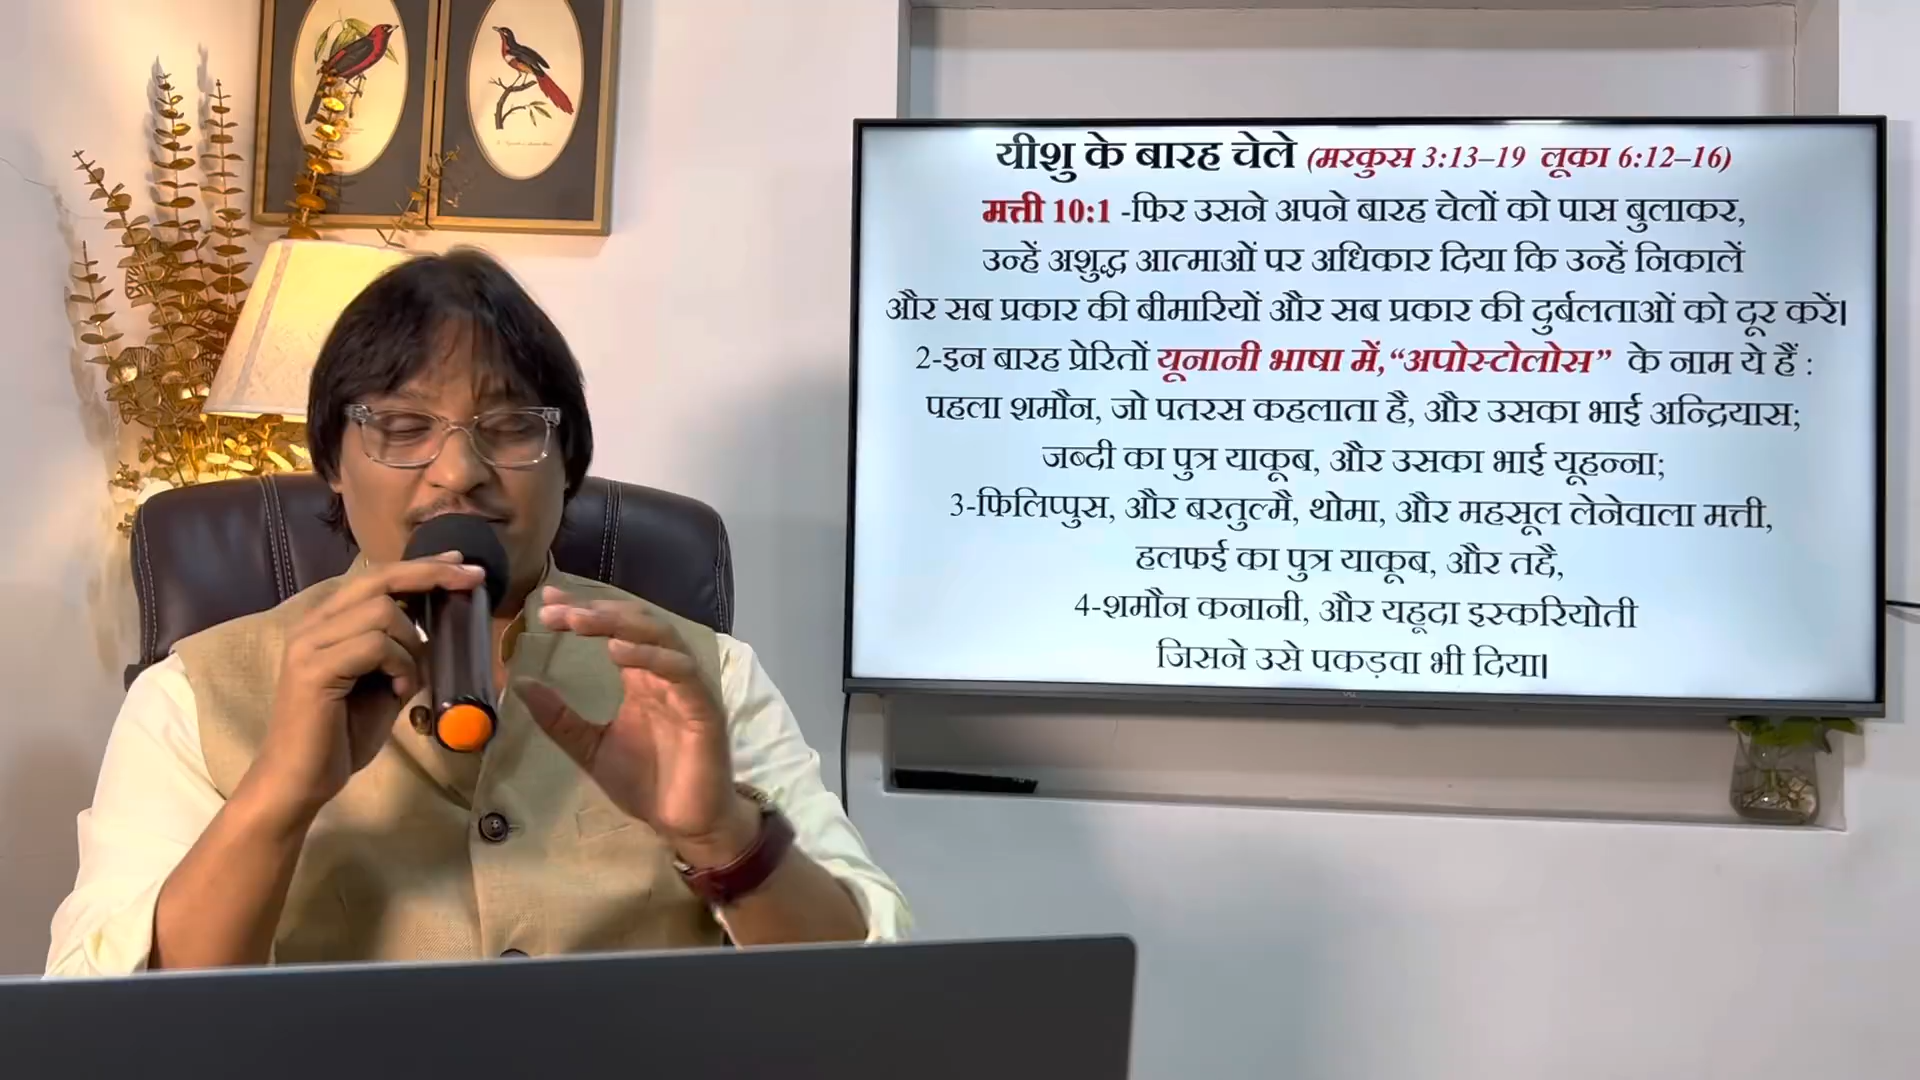 यीशु के बारह चेले (मरकुस 3:13–19 लूका 6:12–16)
मत्ती 10:1 -फिर उसने अपने बारह चेलों को पास बुलाकर,
उन्हें अशुद्ध आत्माओं पर अधिकार दिया कि उन्हें निकालें
और सब प्रकार की बीमारियों और सब प्रकार की दुर्बलताओं को दूर करें।
2-इन बारह प्रेरितों यूनानी भाषा में,“अपोस्टोलोस” के नाम ये हैं :
पहला शमौन, जो पतरस कहलाता है, और उसका भाई अन्द्रियास;
जब्दी का पुत्र याकूब, और उसका भाई यूहन्ना;
3-फिलिप्पुस, और बरतुल्मै, थोमा, और महसूल लेनेवाला मत्ती,
हलफई का पुत्र याकूब, और तद्दै,
4-शमौन कनानी, और यहूदा इस्करियोती
जिसने उसे पकड़वा भी दिया।